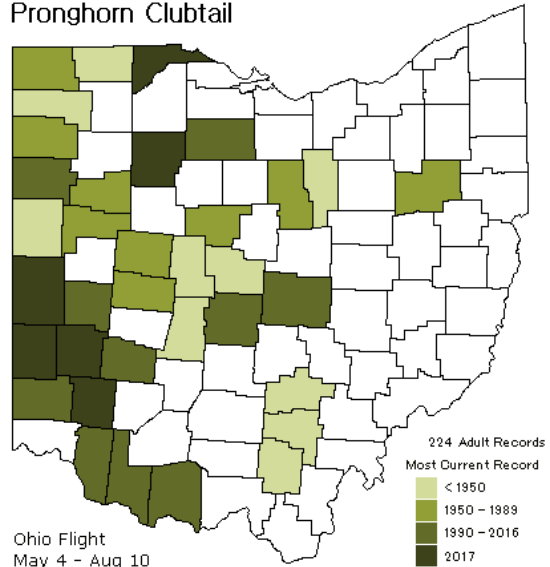 Pronghorn Clubtail
224 Adult Records
Most Current Record
< 1950
1950 – 1989
1990 – 2016
2017
Ohio Flight
May 4 – Aug 10